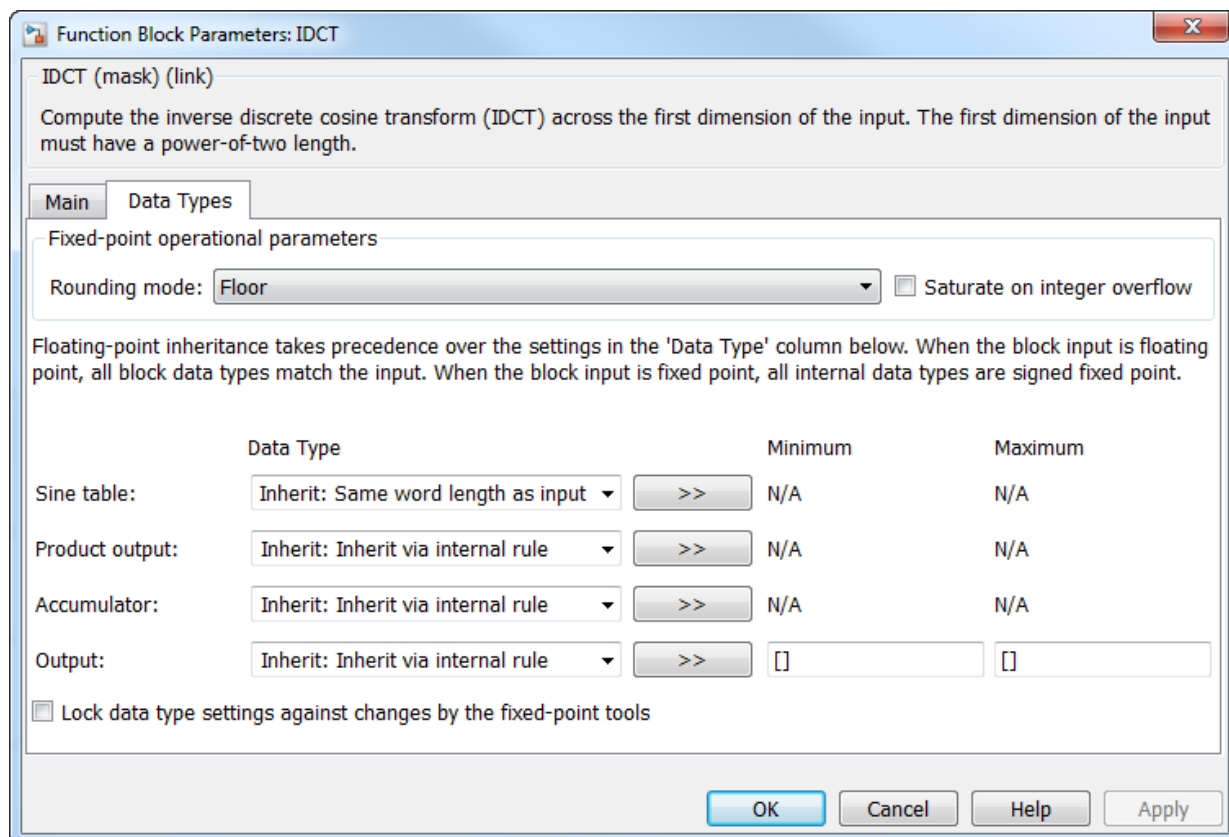 Function Block Parameters: IDCT
X
IDCT (mask) (link)
Compute the inverse discrete cosine transform (IDCT) across the first dimension of the input. The first dimension of the input
must have a power-of-two length.
Main Data Types
Fixed-point operational parameters
Rounding mode: Floor Saturate on integer overflow
Floating-point inheritance takes precedence over the settings in the 'Data Type' column below. When the block input is floating
point, all block data types match the input. When the block input is fixed point, all internal data types are signed fixed point.
Data Type Minimum Maximum
Sine table: Inherit: Same word length as input >> N/A N/A
Product output: Inherit: Inherit via internal rule >> N/A N/A
Accumulator: Inherit: Inherit via internal rule >> N/A N/A
Output: Inherit: Inherit via internal rule >> [] []
Lock data type settings against changes by the fixed-point tools
OK Cancel Help Apply